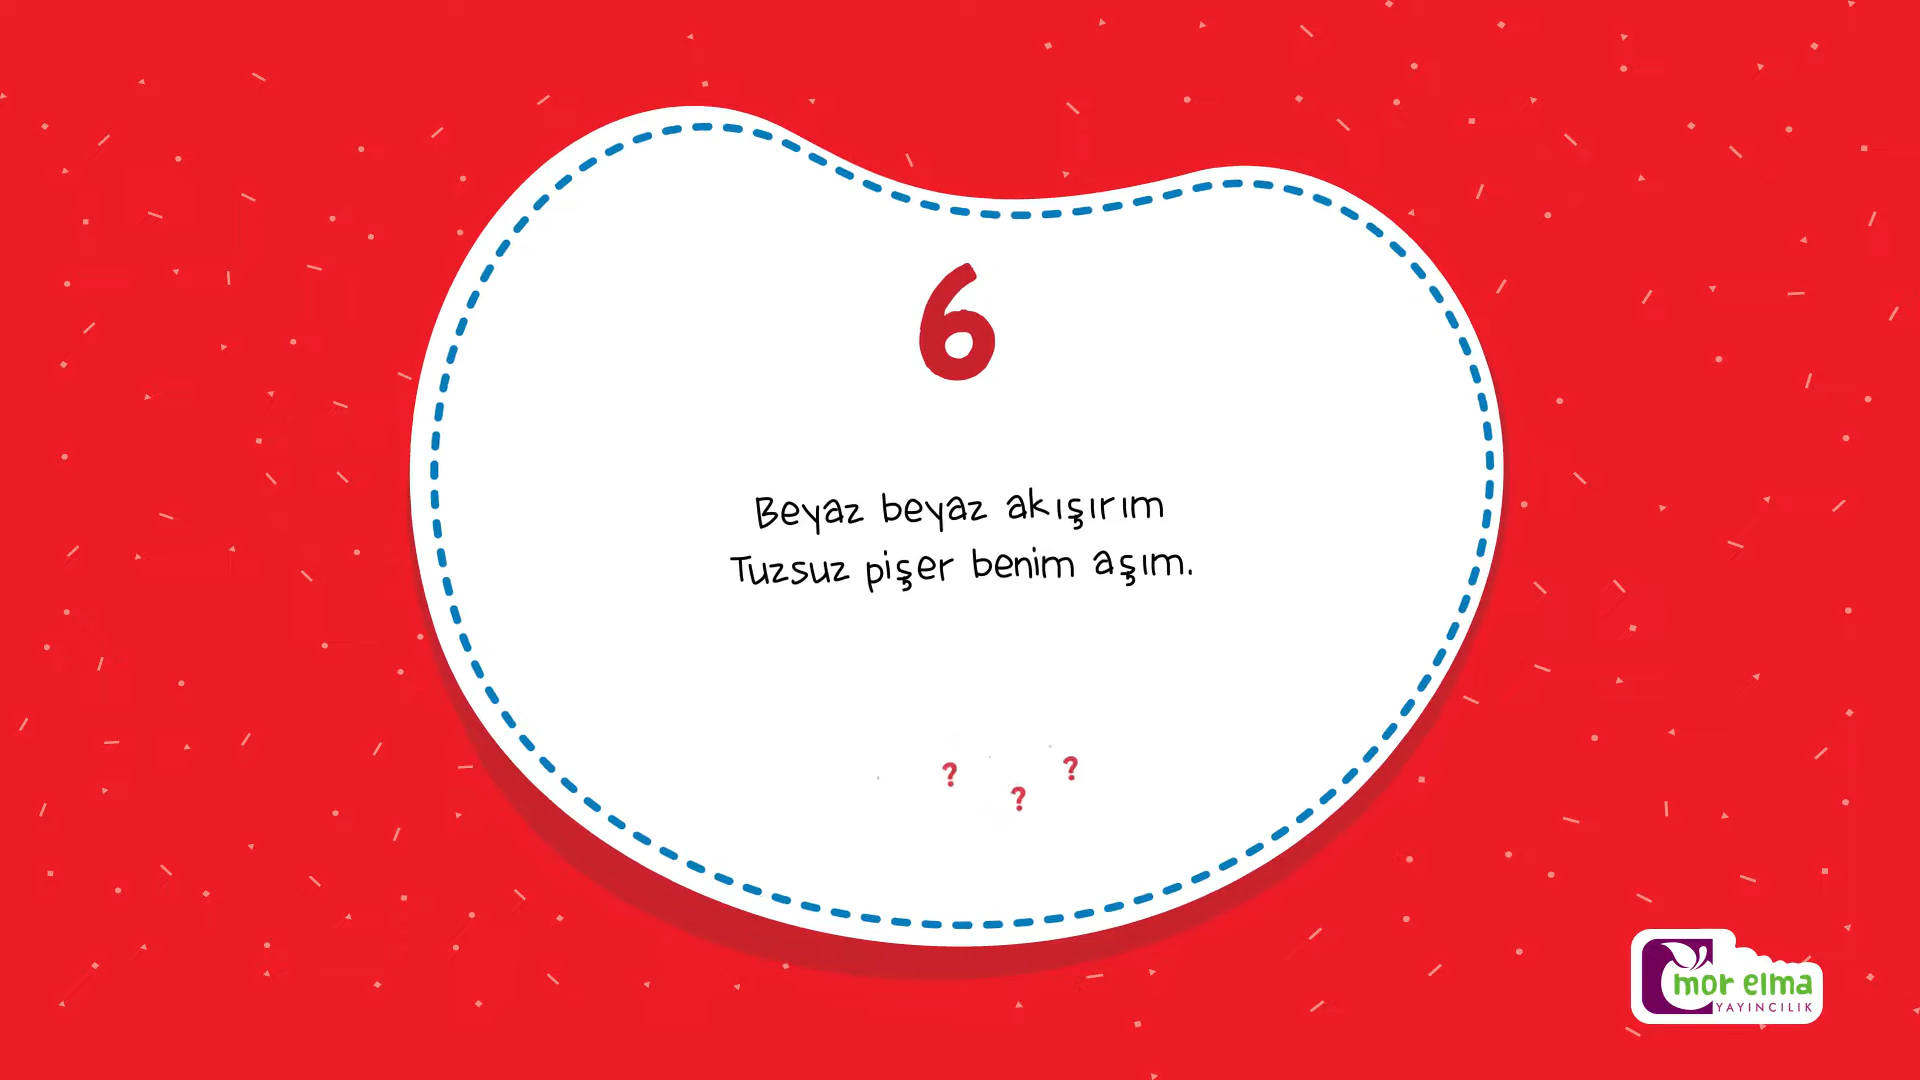 6
Beyaz beyaz akışırım
Tuzsuz pişer benim aşım.
? ? ?
mor elma
YAYINCILIK